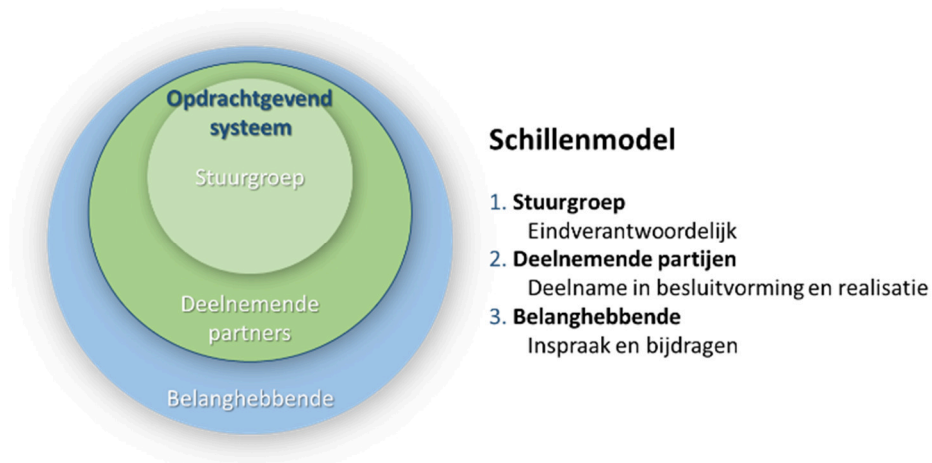 Opdrachtgevend
systeem
Stuurgroep
Deelnemende
partners
Belanghebbende
Schillenmodel
1. Stuurgroep
Eindverantwoordelijk
2. Deelnemende partijen
Deelname in besluitvorming en realisatie
3. Belanghebbende
Inspraak en bijdragen